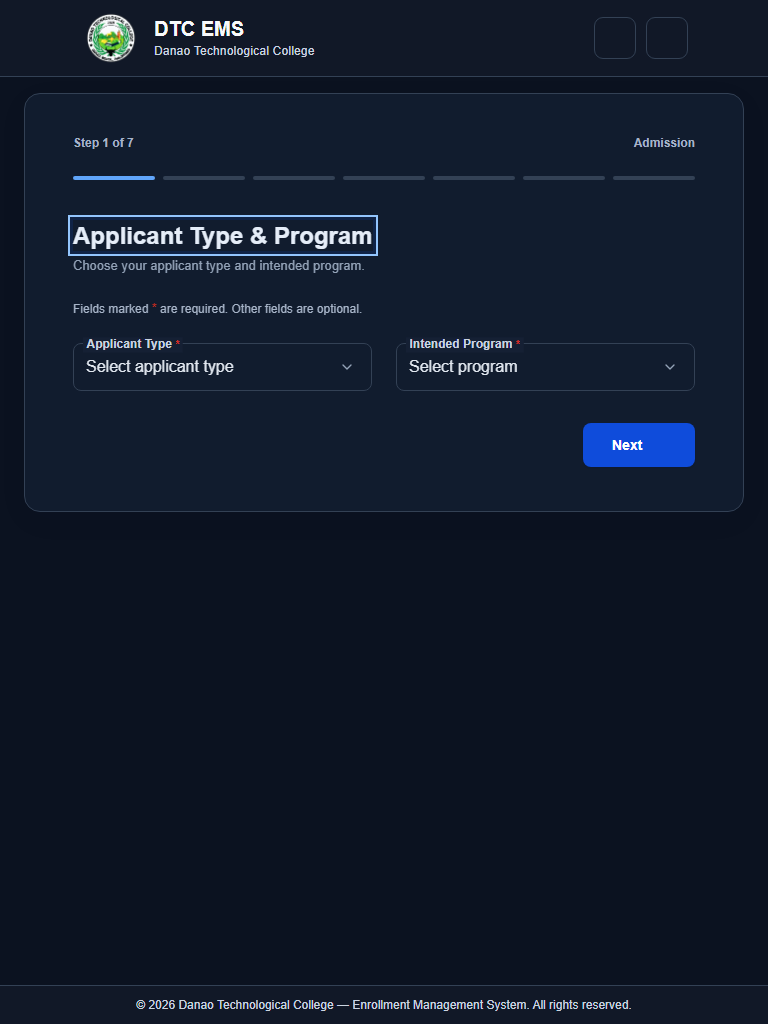 DTC EMS
Danao Technological College
Step 1 of 7
Admission
Applicant Type & Program
Choose your applicant type and intended program.
Fields marked * are required. Other fields are optional.
Applicant Type *
Select applicant type
Intended Program *
Select program
Next
© 2026 Danao Technological College — Enrollment Management System. All rights reserved.